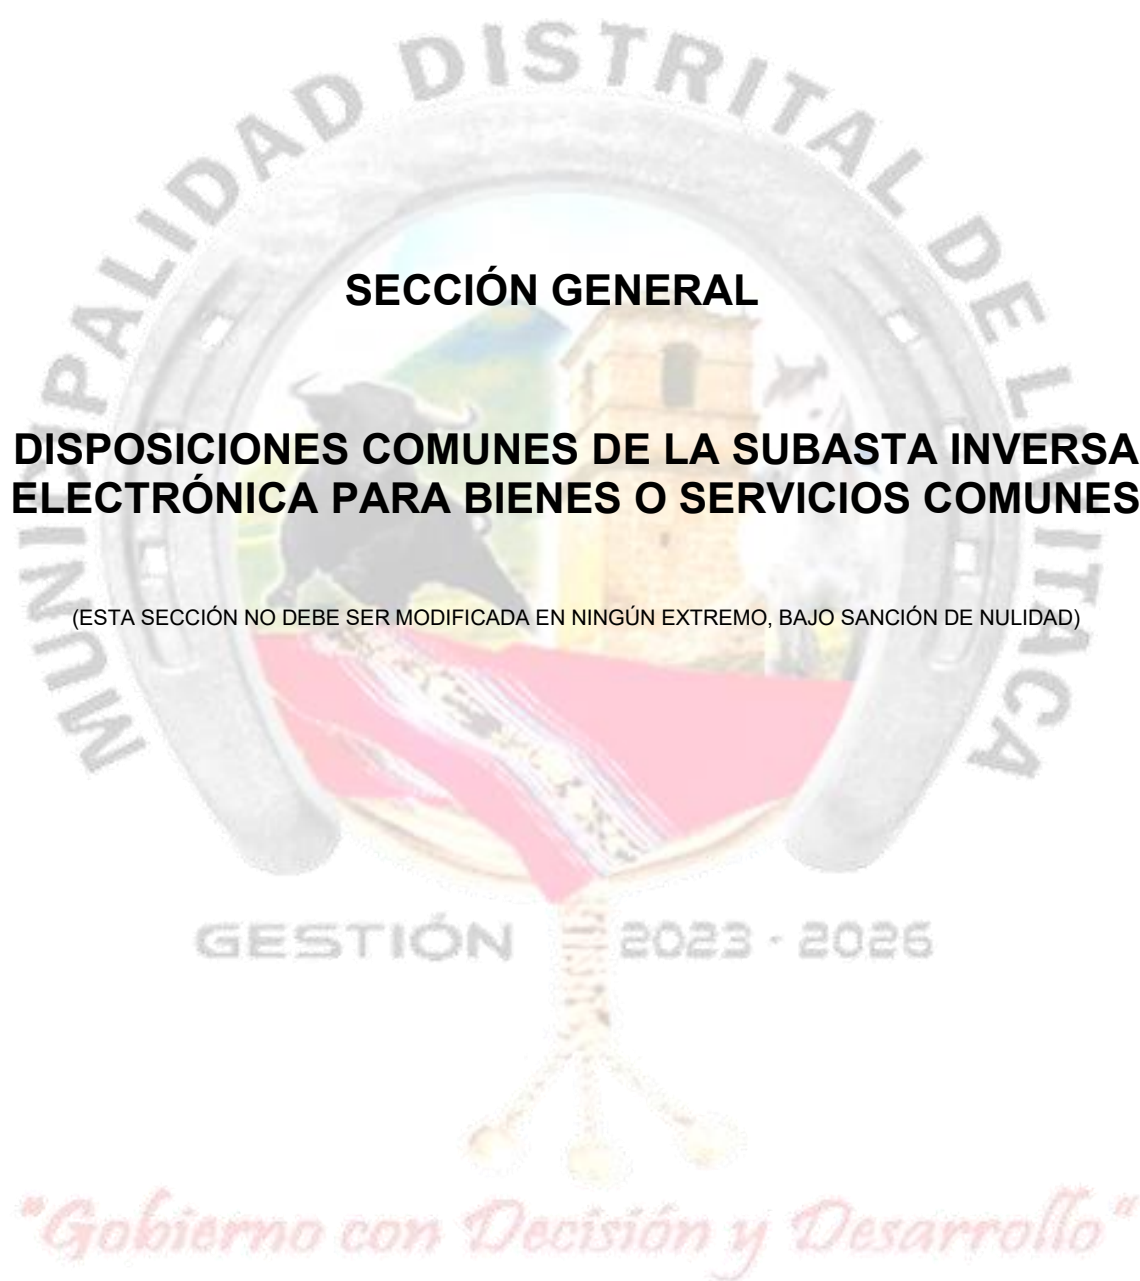 MUNICIPALIDAD DISTRITAL DE LIVITACA
SECCIÓN GENERAL
DISPOSICIONES COMUNES DE LA SUBASTA INVERSA
ELECTRÓNICA PARA BIENES O SERVICIOS COMUNES
(ESTA SECCIÓN NO DEBE SER MODIFICADA EN NINGÚN EXTREMO, BAJO SANCIÓN DE NULIDAD)
GESTIÓN 2023 - 2026
"Gobierno con Decisión y Desarrollo"